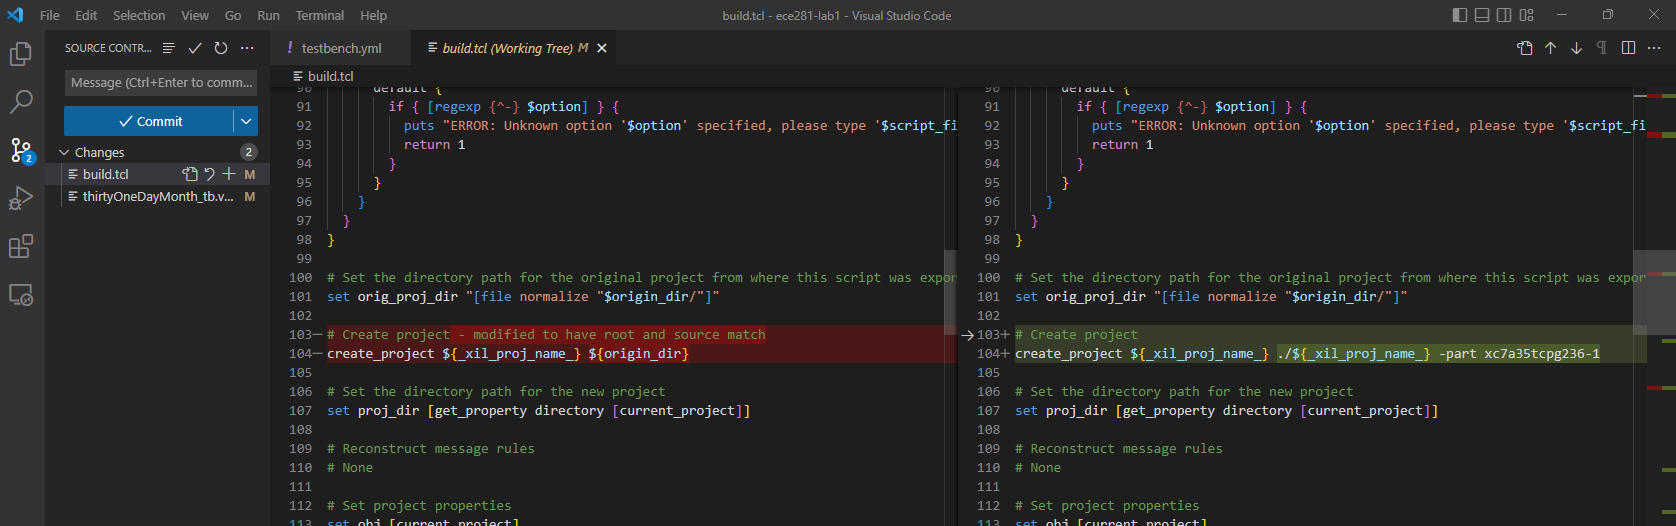 File Edit Selection View Go Run Terminal Help
build.tcl - ece281-lab1 - Visual Studio Code
SOURCE CONTR...
! testbench.yml
build.tcl (Working Tree) M
build.tcl
Message (Ctrl+Enter to comm...
Commit
Changes 2
build.tcl M
thirtyOneDayMonth_tb.v... M
2
90 default {
91 if { [regexp {^-} $option] } {
92 puts "ERROR: Unknown option '$option' specified, please type '$script_fi
93 return 1
94 }
95 }
96 }
97 }
98 }
99
100 # Set the directory path for the original project from where this script was expor
101 set orig_proj_dir "[file normalize "$origin_dir/"]"
102
103− # Create project - modified to have root and source match
104− create_project ${_xil_proj_name_} ${origin_dir}
105
106 # Set the directory path for the new project
107 set proj_dir [get_property directory [current_project]]
108
109 # Reconstruct message rules
110 # None
111
112 # Set project properties
113 set obj [current_project]
90 default {
91 if { [regexp {^-} $option] } {
92 puts "ERROR: Unknown option '$option' specified, please type '$script_fi
93 return 1
94 }
95 }
96 }
97 }
98 }
99
100 # Set the directory path for the original project from where this script was expor
101 set orig_proj_dir "[file normalize "$origin_dir/"]"
102
103+ # Create project
104+ create_project ${_xil_proj_name_} ./${_xil_proj_name_} -part xc7a35tcpg236-1
105
106 # Set the directory path for the new project
107 set proj_dir [get_property directory [current_project]]
108
109 # Reconstruct message rules
110 # None
111
112 # Set project properties
113 set obj [current_project]